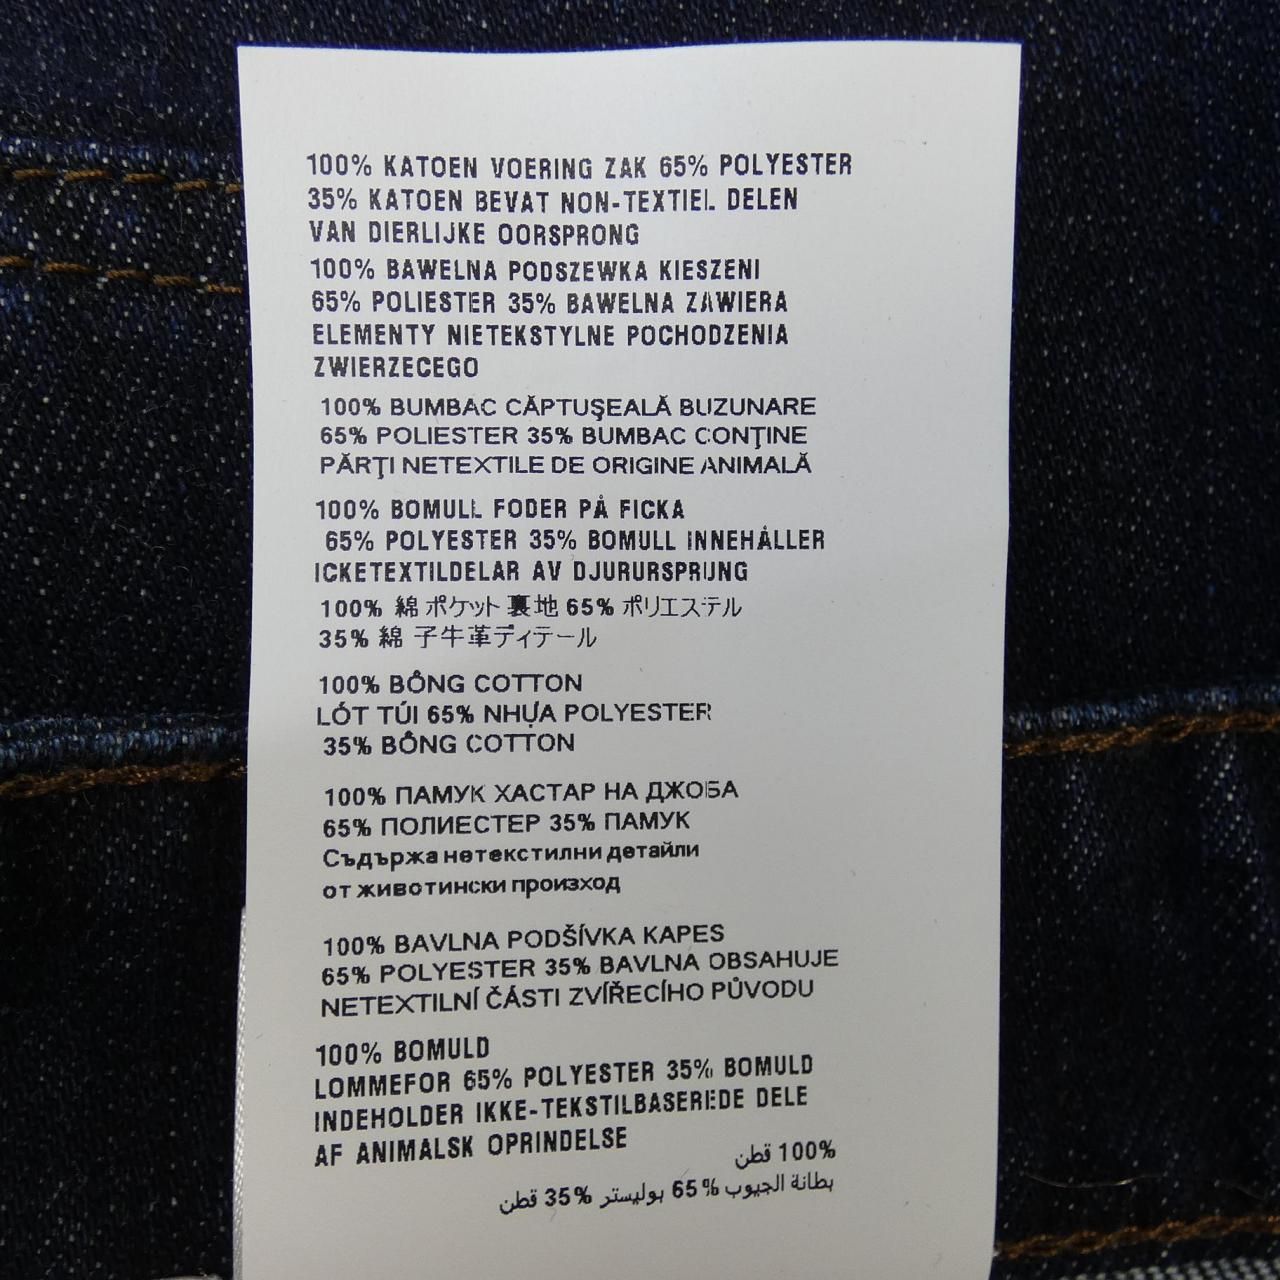 100% KATOEN VOERING ZAK 65% POLYESTER
35% KATOEN BEVAT NON-TEXTIEL DELEN
VAN DIERLIJKE OORSPRONG
100% BAWELNA PODSZEWKA KIESZENI
65% POLIESTER 35% BAWELNA ZAWIERA
ELEMENTY NIETEKSTYLNE POCHODZENIA
ZWIERZECEGO
100% BUMBAC CĂPTUŞEALĂ BUZUNARE
65% POLIESTER 35% BUMBAC CONŢINE
PĂRŢI NETEXTILE DE ORIGINE ANIMALĂ
100% BOMULL FODER PÅ FICKA
65% POLYESTER 35% BOMULL INNEHÅLLER
ICKETEXTILDELAR AV DJURURSPRUNG
100% 綿 ポケット 裏地 65% ポリエステル
35% 綿 子牛革ディテール
100% BÔNG COTTON
LÓT TÚI 65% NHỰA POLYESTER
35% BÔNG COTTON
100% ПАМУК ХАСТАР НА ДЖОБА
65% ПОЛИЕСТЕР 35% ПАМУК
Съдържа нетекстилни детайли
от животински произход
100% BAVLNA PODŠÍVKA KAPES
65% POLYESTER 35% BAVLNA OBSAHUJE
NETEXTILNÍ ČÁSTI ZVÍŘECÍHO PŮVODU
100% BOMULD
LOMMEFOR 65% POLYESTER 35% BOMULD
INDEHOLDER IKKE-TEKSTILBASEREDE DELE
AF ANIMALSK OPRINDELSE
100% قطن
بطانة الجيوب 65% بوليستر 35% قطن